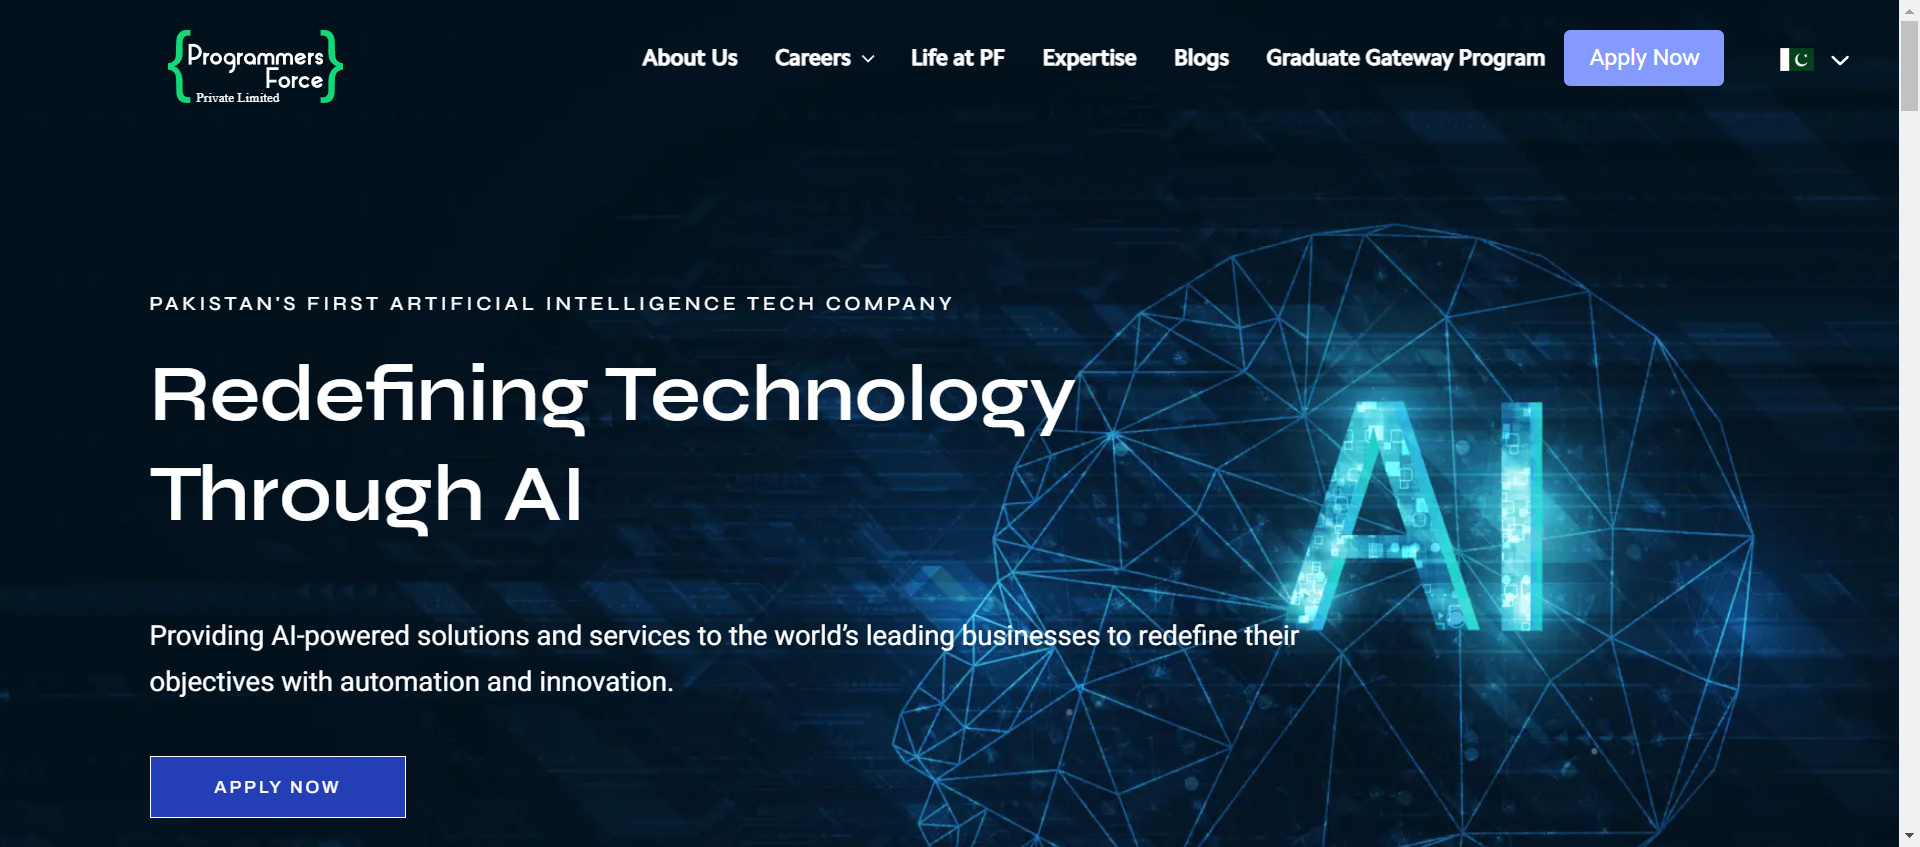 Programmers
Force
Private Limited
About Us
Careers
Life at PF
Expertise
Blogs
Graduate Gateway Program
Apply Now
PAKISTAN'S FIRST ARTIFICIAL INTELLIGENCE TECH COMPANY
Redefining Technology
Through AI
AI
Providing AI-powered solutions and services to the world’s leading businesses to redefine their
objectives with automation and innovation.
APPLY NOW